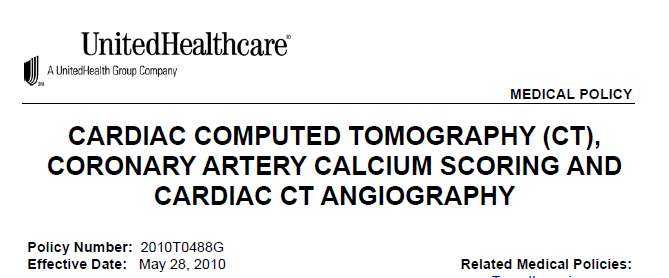 UnitedHealthcare®
A UnitedHealth Group Company
SM
MEDICAL POLICY
CARDIAC COMPUTED TOMOGRAPHY (CT),
CORONARY ARTERY CALCIUM SCORING AND
CARDIAC CT ANGIOGRAPHY
Policy Number: 2010T0488G
Effective Date: May 28, 2010
Related Medical Policies: